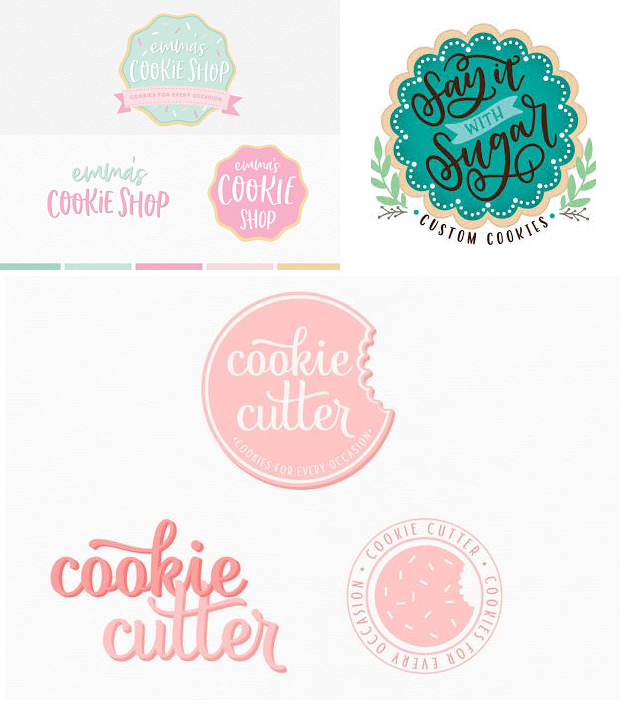 emma's
COOKIE SHOP
COOKIES FOR EVERY OCCASION
emma's
COOKIE SHOP
emma's
COOKIE
SHOP
Say it
WITH
Sugar
• CUSTOM COOKIES •
cookie
cutter
• COOKIES FOR EVERY OCCASION •
cookie
cutter
• COOKIE CUTTER •
COOKIES FOR EVERY OCCASION